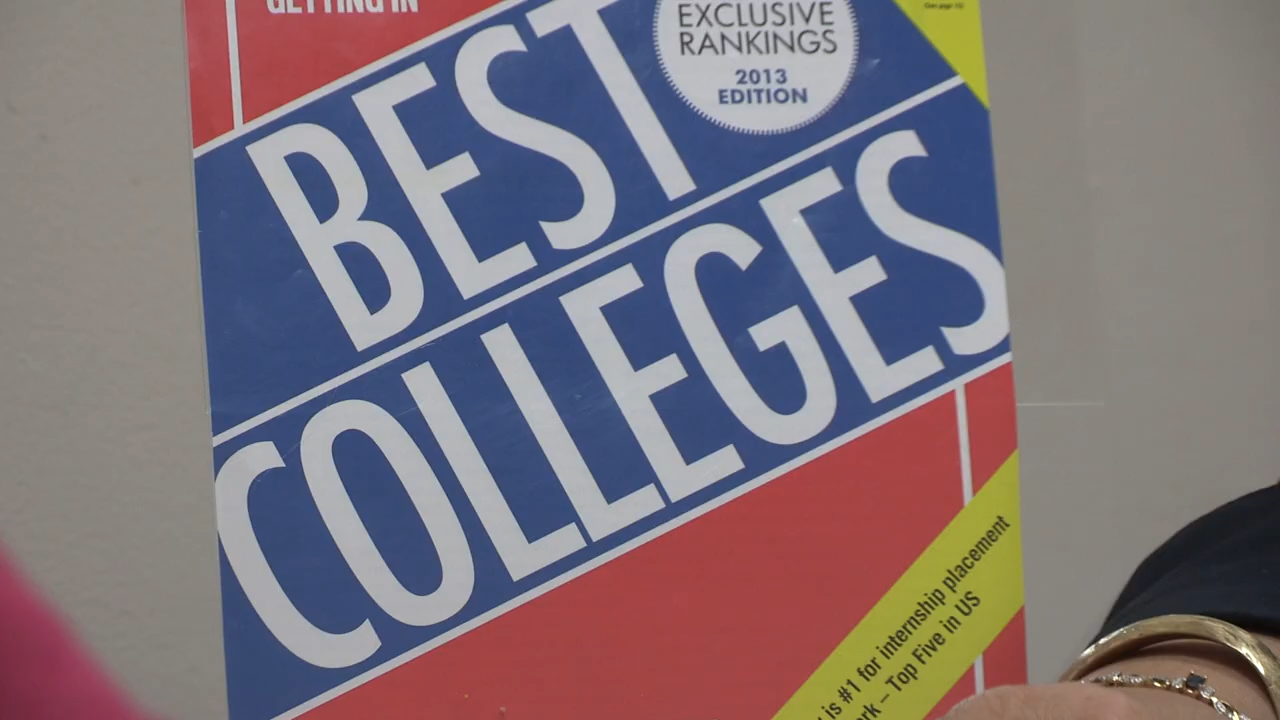 GETTING IN
EXCLUSIVE
RANKINGS
2013
EDITION
BEST
COLLEGES
is #1 for internship placement
– Top Five in US